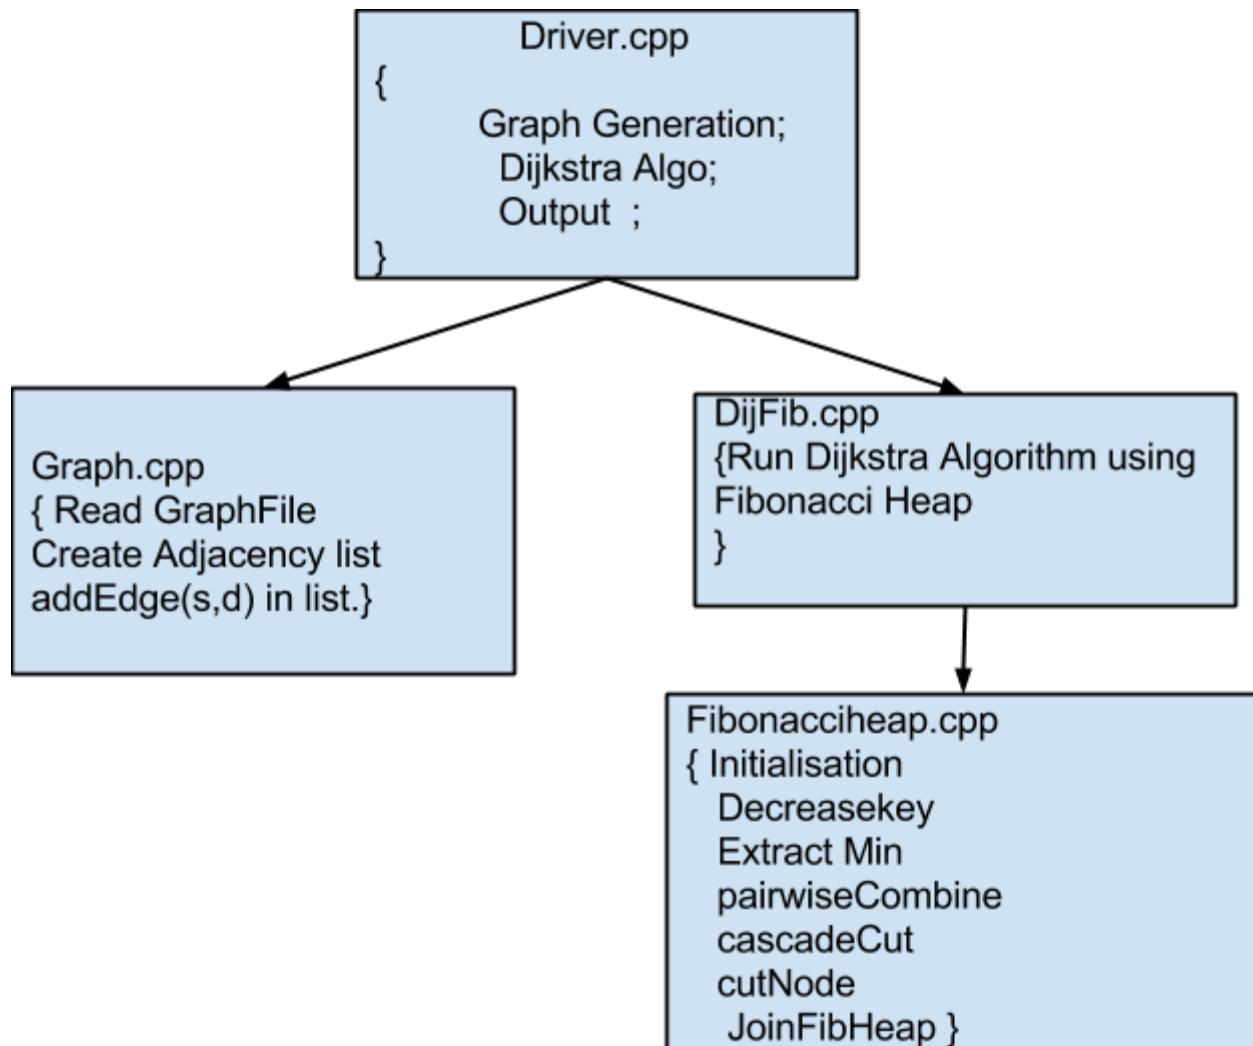 Driver.cpp
{
Graph Generation;
Dijkstra Algo;
Output  ;
}
Graph.cpp
{ Read GraphFile
Create Adjacency list
addEdge(s,d) in list.}
DijFib.cpp
{Run Dijkstra Algorithm using
Fibonacci Heap
}
Fibonacciheap.cpp
{ Initialisation
Decreasekey
Extract Min
pairwiseCombine
cascadeCut
cutNode
JoinFibHeap }